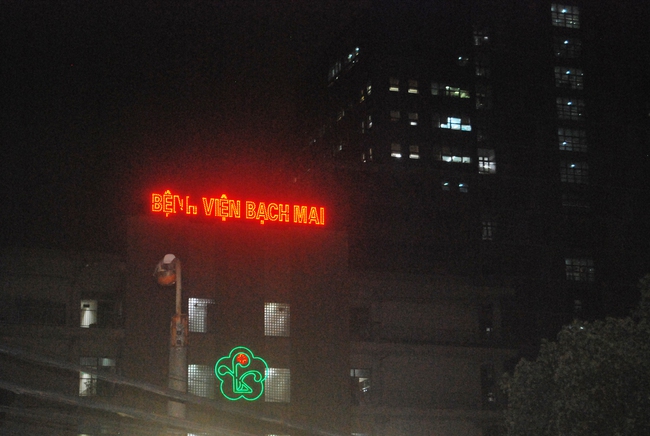 BỆNH VIỆN BẠCH MAI